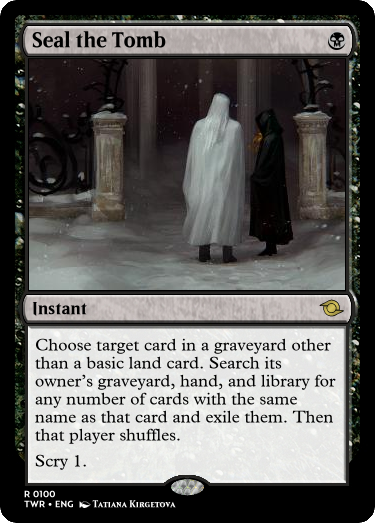 Seal the Tomb
Instant
Choose target card in a graveyard other
than a basic land card. Search its
owner's graveyard, hand, and library for
any number of cards with the same
name as that card and exile them. Then
that player shuffles.
Scry 1.
R 0100
TWR • ENG Tatiana Kirgetova